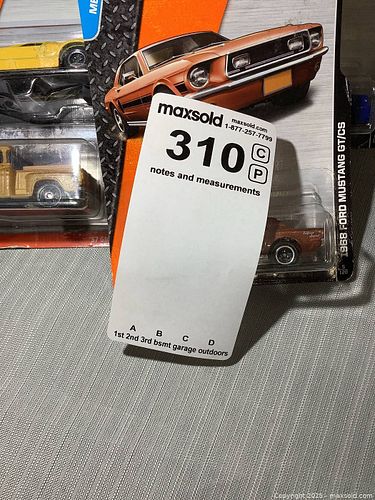 ME
maxsold
maxsold.com
1-877-257-7799
310
C
P
notes and measurements
A B C D
1st 2nd 3rd bsmt garage outdoors
1968 FORD MUSTANG GT/CS
Copyright 2025 - maxsold.com